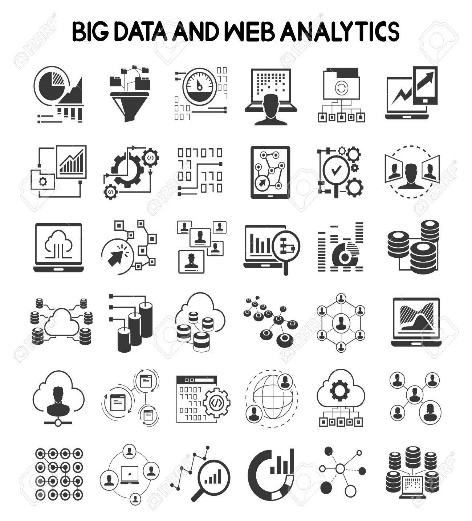 BIG DATA AND WEB ANALYTICS